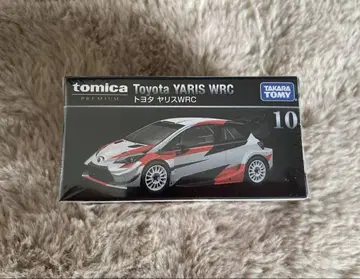 tomica Toyota YARIS WRC
PREMIUM トヨタ ヤリスWRC
TAKARA
TOMY
10